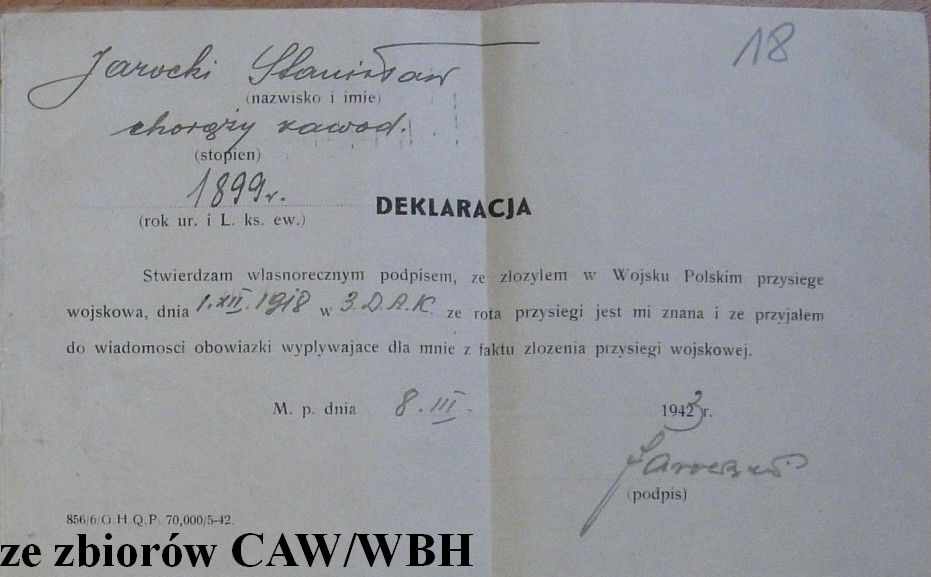 18
Jarocki Stanisław
(nazwisko i imie)
chorąży zawod.
(stopien)
1899 r.
(rok ur. i L. ks. ew.)
DEKLARACJA
Stwierdzam wlasnorecznym podpisem, ze zlozylem w Wojsku Polskim przysiege
wojskowa, dnia 1. XII. 1918 w 3. D. A. K. ze rota przysiegi jest mi znana i ze przyjalem
do wiadomosci obowiazki wyplywajace dla mnie z faktu zlozenia przysiegi wojskowej.
M. p. dnia 8. III. 1943 r.
Jarocki
(podpis)
856/6/G. H. Q. P. 70,000/5-42.
ze zbiorów CAW/WBH